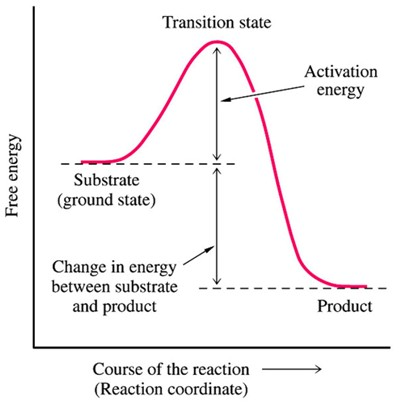 Transition state
Activation
energy
Free energy
Substrate
(ground state)
Change in energy
between substrate
and product
Product
Course of the reaction
(Reaction coordinate)